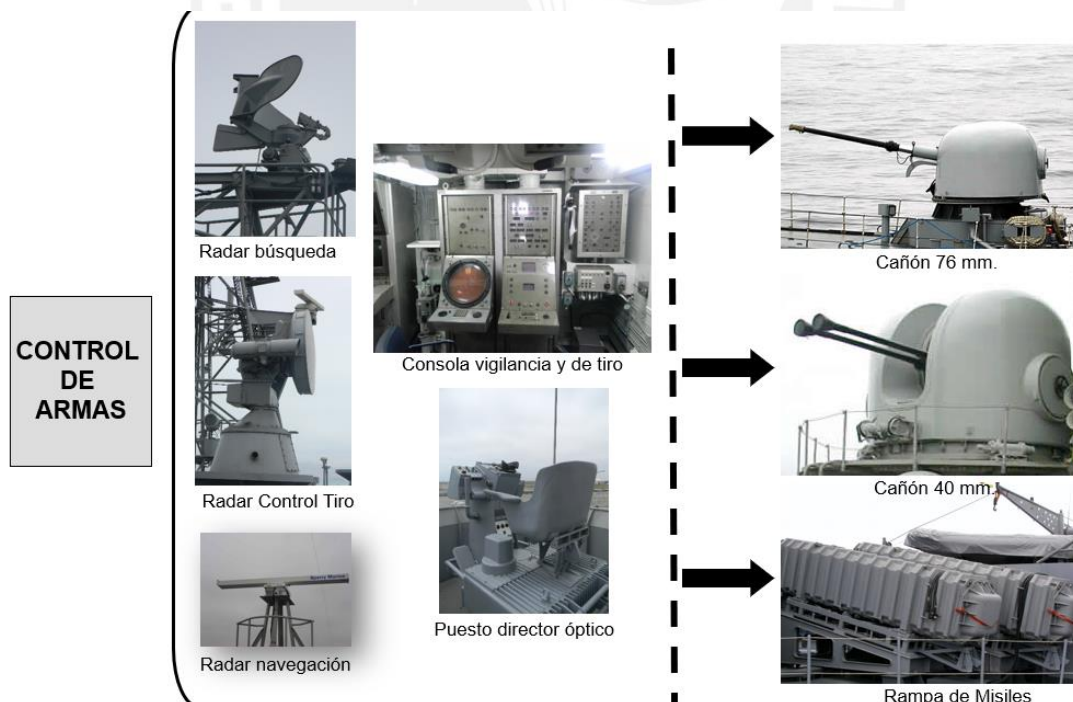 CONTROL
DE
ARMAS
Radar búsqueda
Radar Control Tiro
Radar navegación
Consola vigilancia y de tiro
Puesto director óptico
Cañón 76 mm.
Cañón 40 mm.
Rampa de Misiles